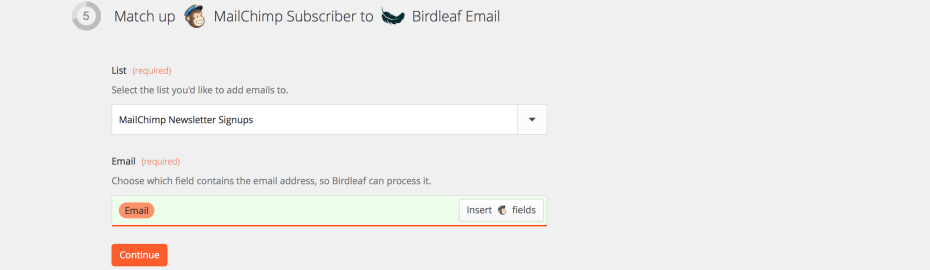 5 Match up MailChimp Subscriber to Birdleaf Email
List (required)
Select the list you'd like to add emails to.
MailChimp Newsletter Signups
Email (required)
Choose which field contains the email address, so Birdleaf can process it.
Email Insert fields
Continue